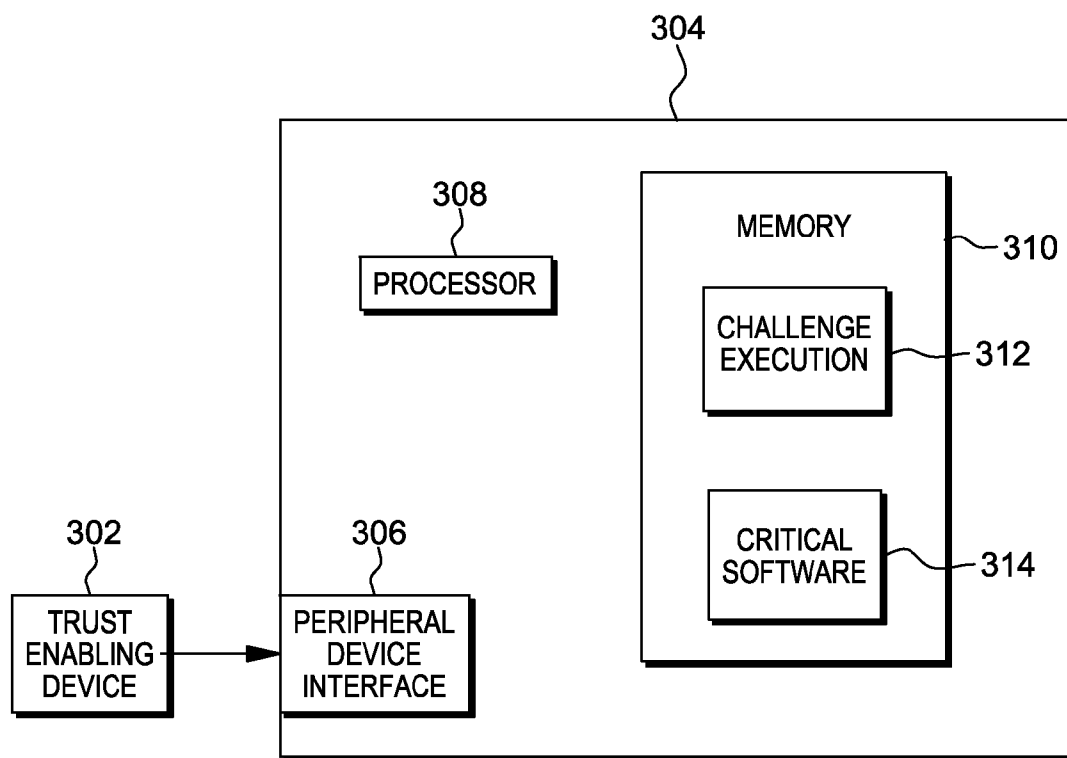 304
308
PROCESSOR
MEMORY
310
CHALLENGE
EXECUTION
312
302
306
CRITICAL
SOFTWARE
314
TRUST
ENABLING
DEVICE
PERIPHERAL
DEVICE
INTERFACE